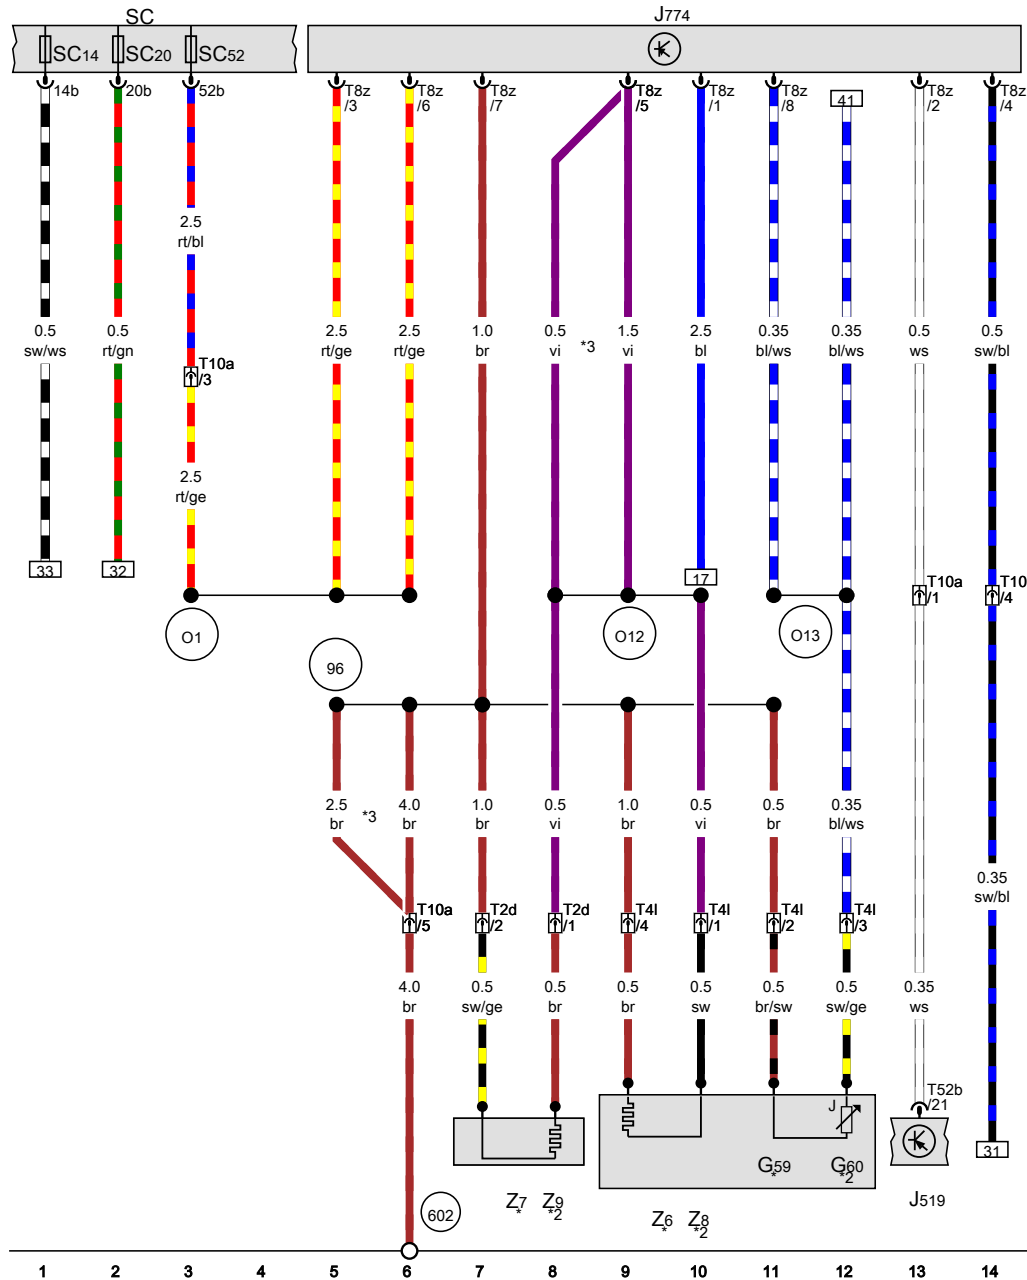 SC
J774
SC14 SC20 SC52
14b 20b 52b T8z/3 T8z/6 T8z/7 T8z/5 T8z/1 T8z/8 41 T8z/2 T8z/4
2.5
rt/bl
0.5 0.5 2.5 2.5 1.0 0.5 1.5 2.5 0.35 0.35 0.5 0.5
sw/ws rt/gn rt/ge rt/ge br vi *3 vi bl bl/ws bl/ws ws sw/bl
T10a/3
2.5
rt/ge
33 32 17 T10a/1 T10/4
O1 O12 O13
96
2.5 4.0 1.0 0.5 1.0 0.5 0.5 0.35
br *3 br br vi br vi br bl/ws
0.35
sw/bl
T10a/5 T2d/2 T2d/1 T4l/4 T4l/1 T4l/2 T4l/3
4.0 0.5 0.5 0.5 0.5 0.5 0.5 0.35
br sw/ge br br sw br/sw sw/ge ws
T52b/21
J
31
G59 G60
* *2
J519
602
Z7 Z9
* *2
Z6 Z8
* *2
1 2 3 4 5 6 7 8 9 10 11 12 13 14